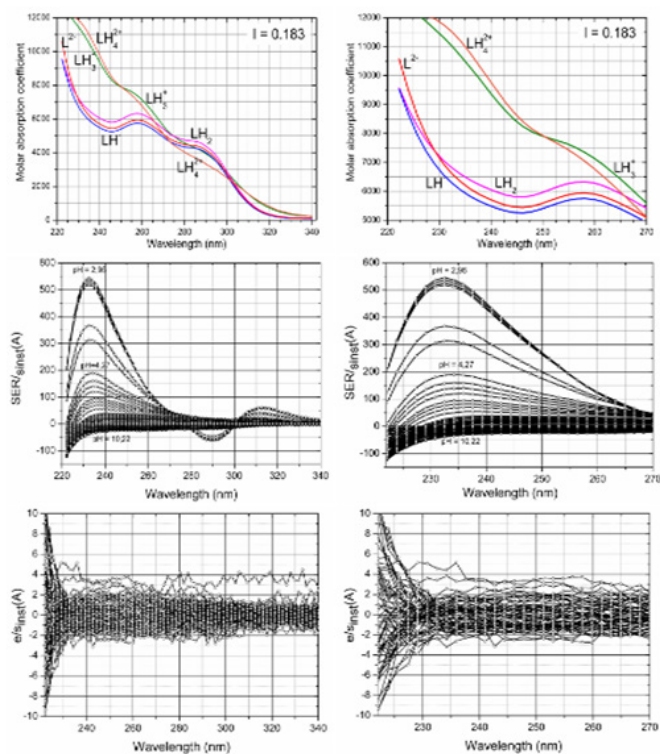 Molar absorption coefficient
12000
10000
8000
6000
4000
2000
0
I = 0.183
L²⁻
LH₄²⁺
LH₃⁺
LH₃⁺
LH₂
LH
LH₄²⁺
220 240 260 280 300 320 340
Wavelength (nm)
Molar absorption coefficient
12000
11000
10000
9000
8000
7000
6000
5000
I = 0.183
L²⁻
LH₄²⁺
LH₃⁺
LH₂
LH
220 230 240 250 260 270
Wavelength (nm)
SER/sinst(A)
600
500
400
300
200
100
0
-100
pH = 2,96
pH=4,27
pH = 10,22
220 240 260 280 300 320 340
Wavelength (nm)
SER/sinst(A)
600
500
400
300
200
100
0
-100
pH = 2,96
pH = 4,27
pH = 10,22
230 240 250 260 270
Wavelength (nm)
e/sinst(A)
10
8
6
4
2
0
-2
-4
-6
-8
-10
240 260 280 300 320 340
Wavelength (nm)
e/sinst(A)
10
8
6
4
2
0
-2
-4
-6
-8
-10
230 240 250 260 270
Wavelength (nm)